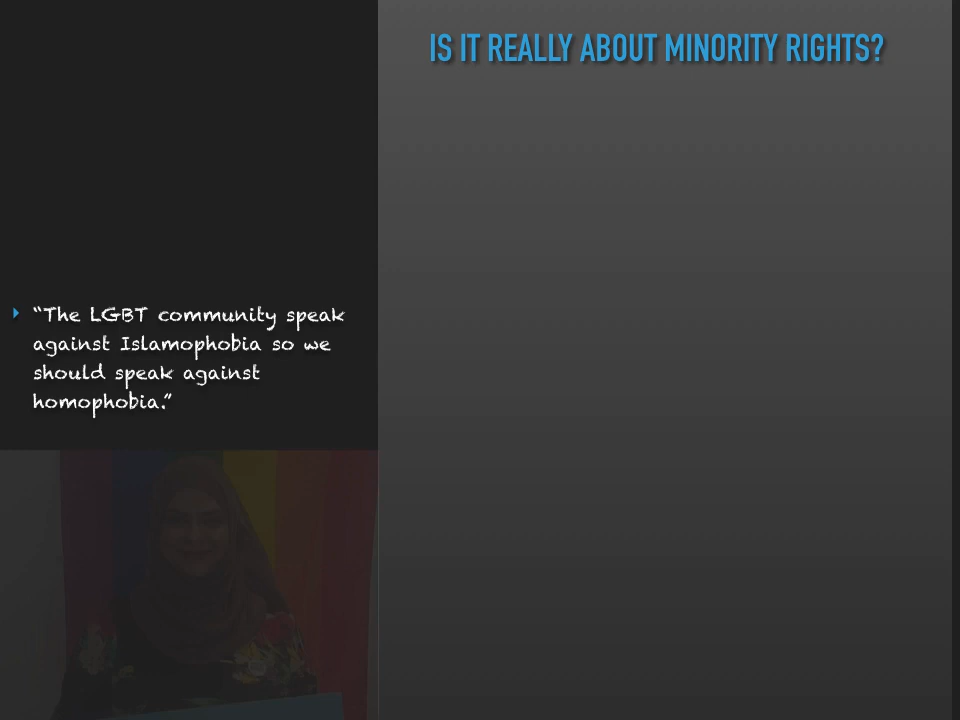 IS IT REALLY ABOUT MINORITY RIGHTS?
“The LGBT community speak
against Islamophobia so we
should speak against
homophobia.”